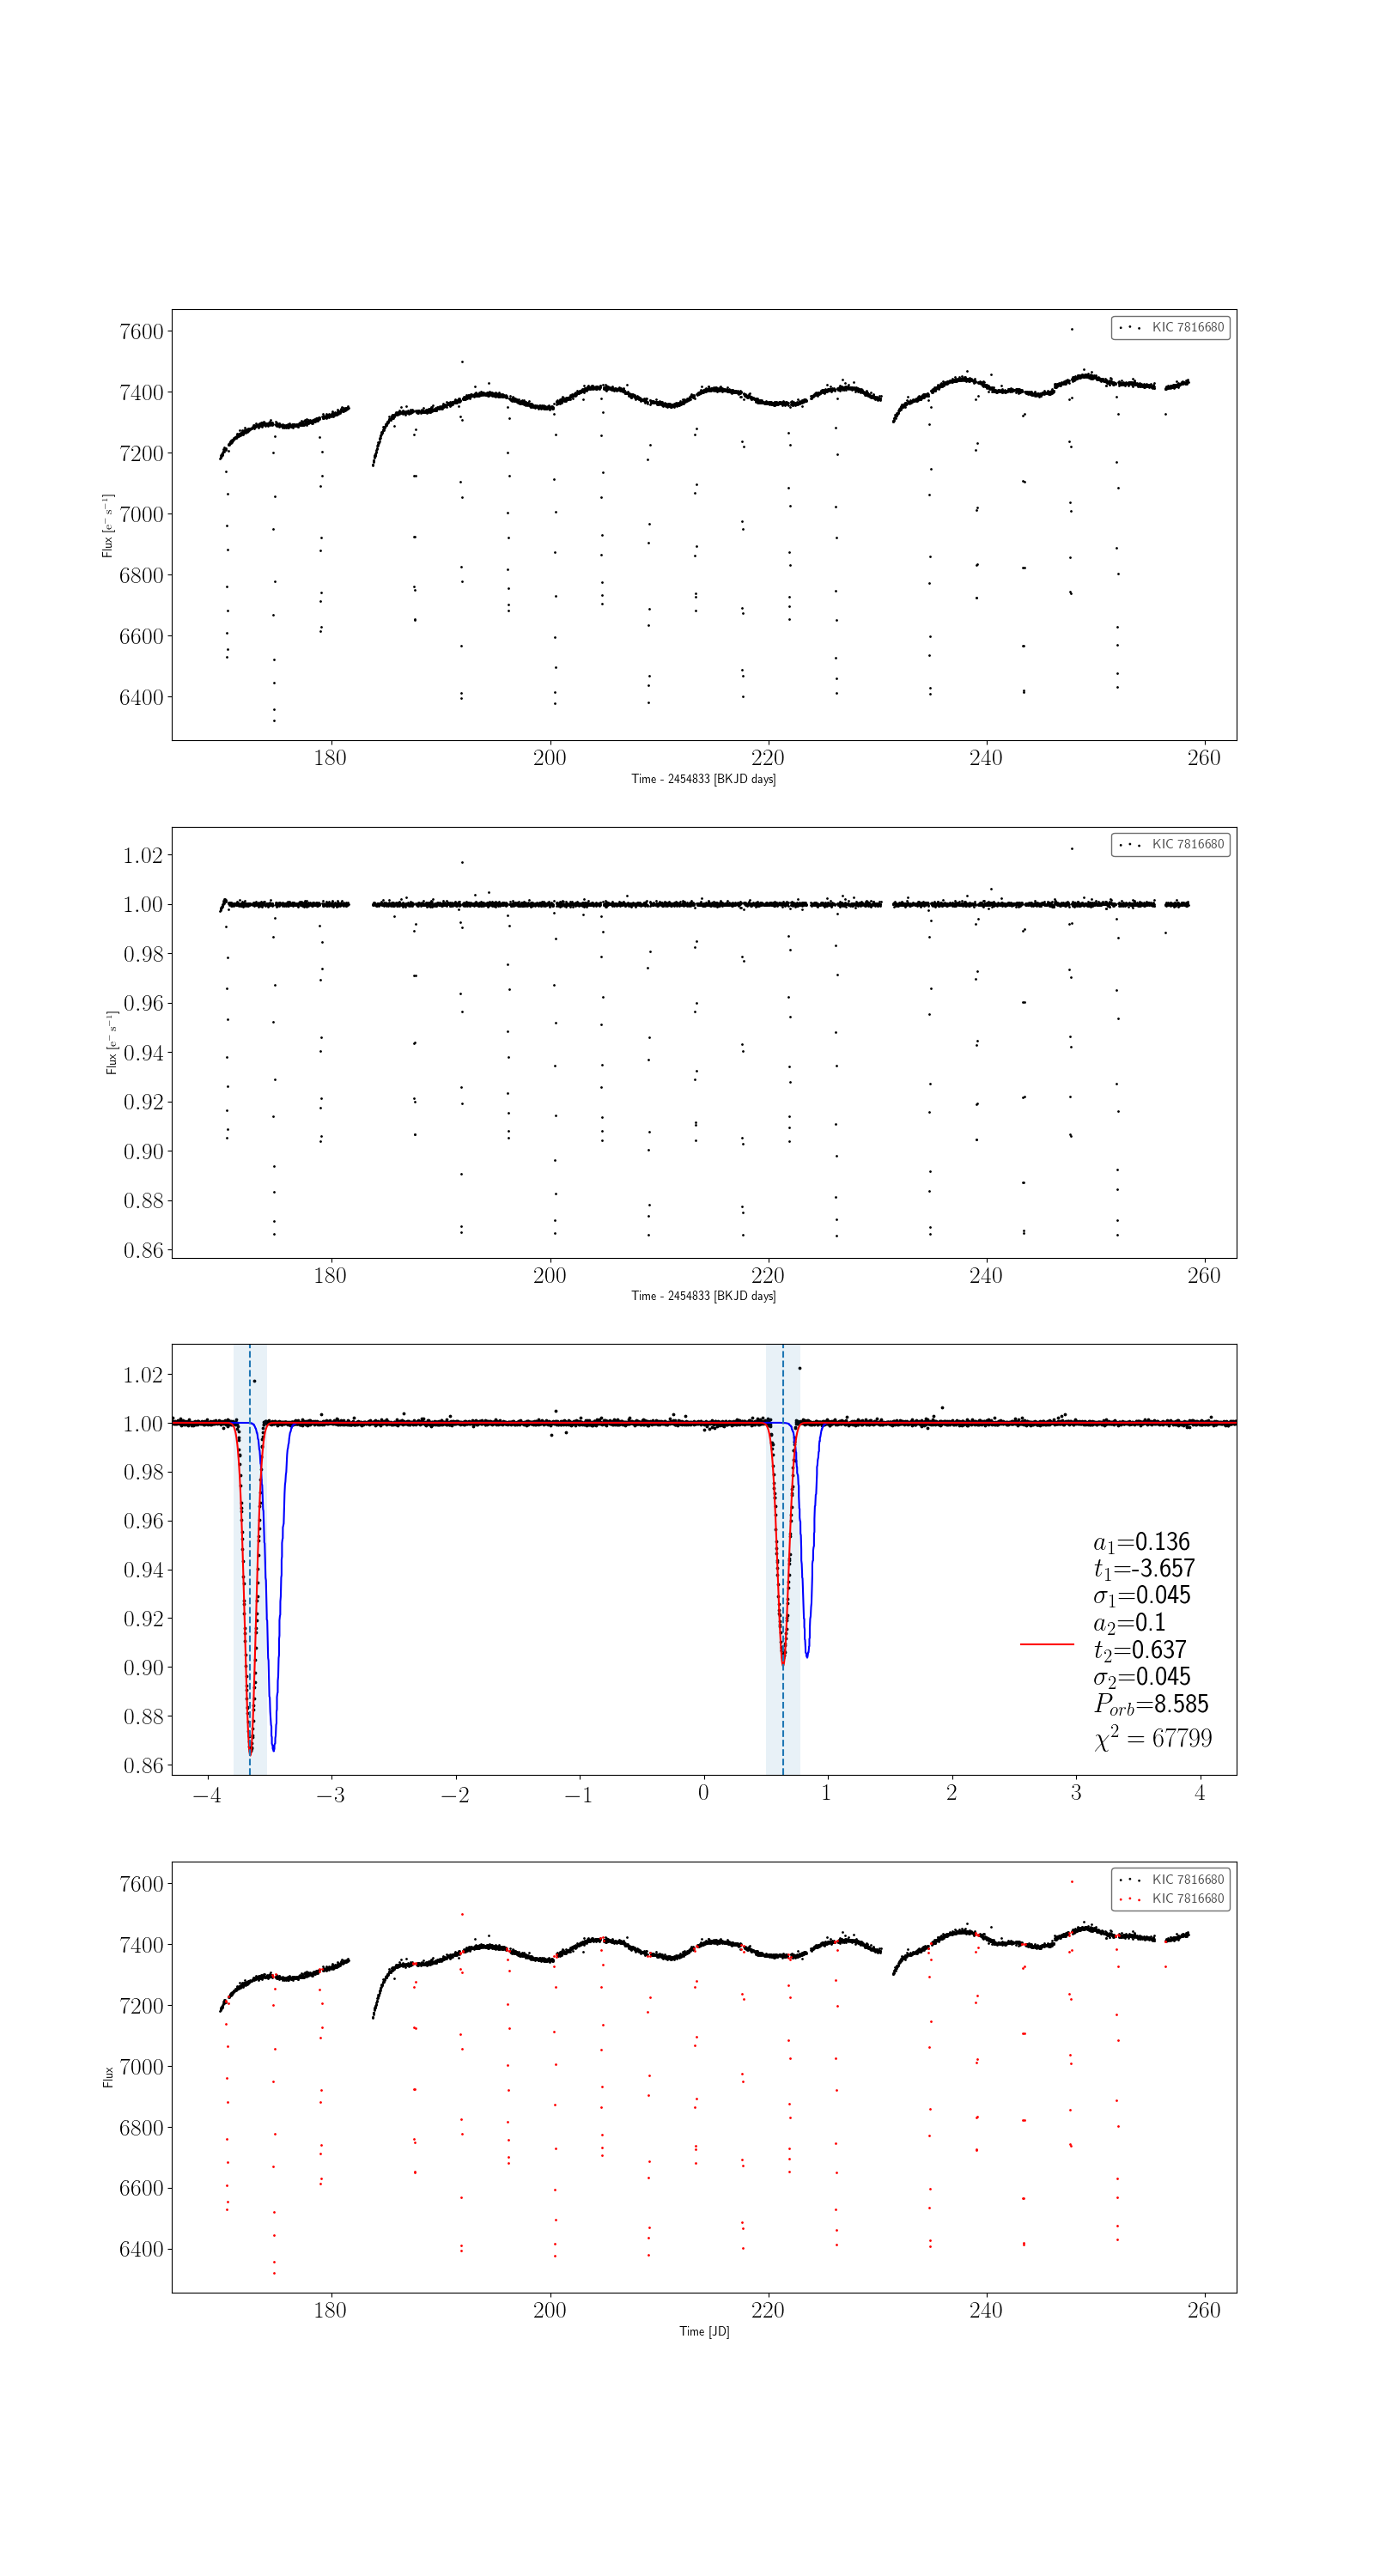 KIC 7816680
7600
7400
7200
7000
6800
6600
6400
Flux [e⁻ s⁻¹]
180 200 220 240 260
Time - 2454833 [BKJD days]
KIC 7816680
1.02
1.00
0.98
0.96
0.94
0.92
0.90
0.88
0.86
Flux [e⁻ s⁻¹]
180 200 220 240 260
Time - 2454833 [BKJD days]
1.02
1.00
0.98
0.96
0.94
0.92
0.90
0.88
0.86
a₁=0.136
t₁=-3.657
σ₁=0.045
a₂=0.1
t₂=0.637
σ₂=0.045
P_orb=8.585
χ² = 67799
−4 −3 −2 −1 0 1 2 3 4
KIC 7816680
KIC 7816680
7600
7400
7200
7000
6800
6600
6400
Flux
180 200 220 240 260
Time [JD]